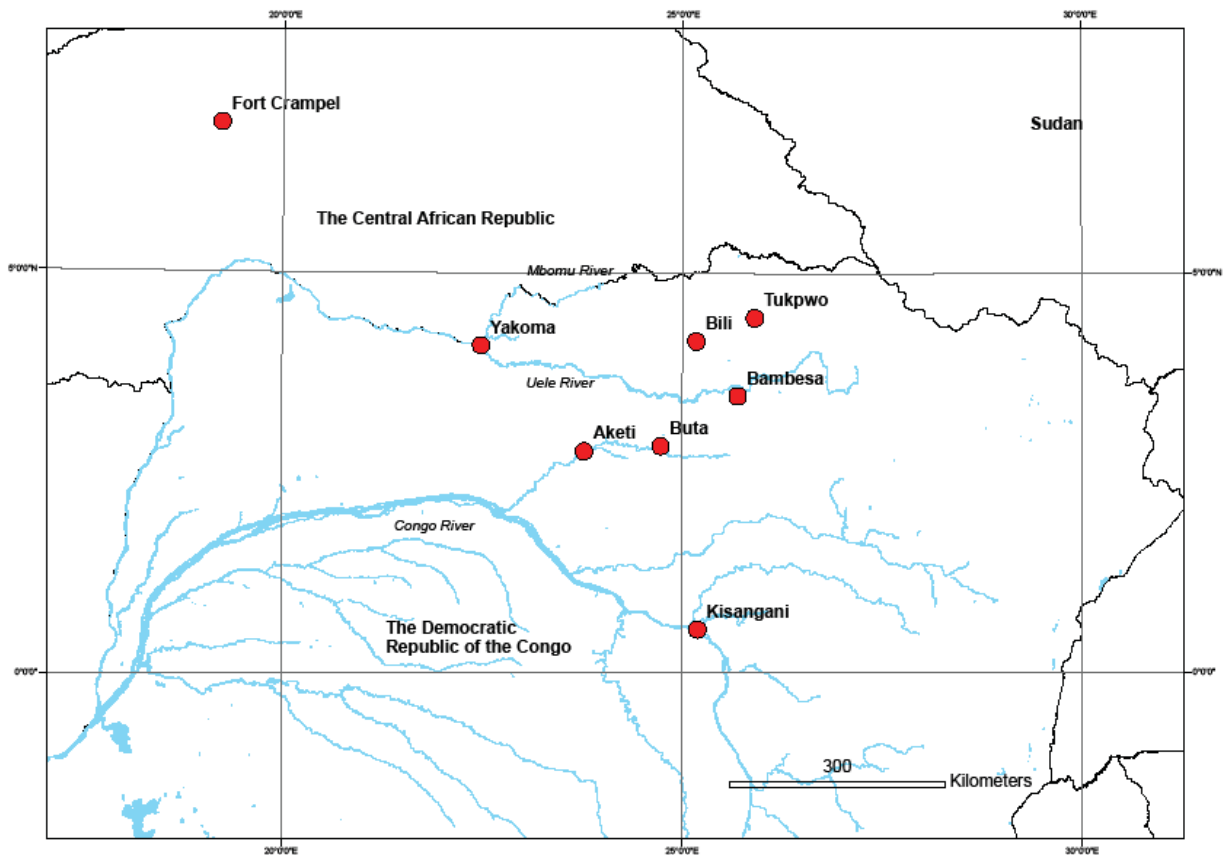 20°0'0"E
25°0'0"E
30°0'0"E
Fort Crampel
Sudan
The Central African Republic
5°0'0"N
5°0'0"N
Mbomu River
Tukpwo
Yakoma
Bili
Uele River
Bambesa
Aketi
Buta
Congo River
Kisangani
The Democratic
Republic of the Congo
0°0'0"
0°0'0"
300
Kilometers
20°0'0"E
25°0'0"E
30°0'0"E